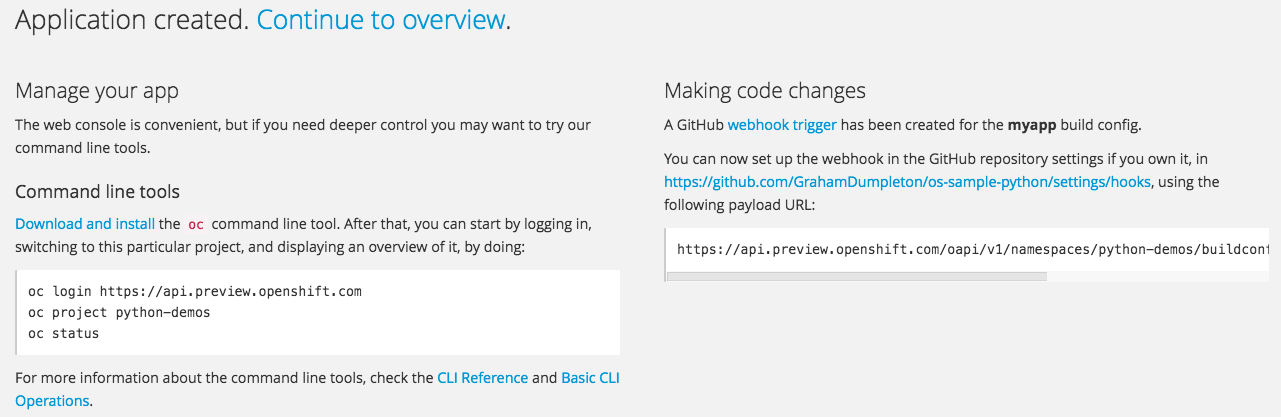 Application created. Continue to overview.
Manage your app
The web console is convenient, but if you need deeper control you may want to try our
command line tools.
Command line tools
Download and install the oc command line tool. After that, you can start by logging in,
switching to this particular project, and displaying an overview of it, by doing:
oc login https://api.preview.openshift.com
oc project python-demos
oc status
For more information about the command line tools, check the CLI Reference and Basic CLI
Operations.
Making code changes
A GitHub webhook trigger has been created for the myapp build config.
You can now set up the webhook in the GitHub repository settings if you own it, in
https://github.com/GrahamDumpleton/os-sample-python/settings/hooks, using the
following payload URL:
https://api.preview.openshift.com/oapi/v1/namespaces/python-demos/buildconf